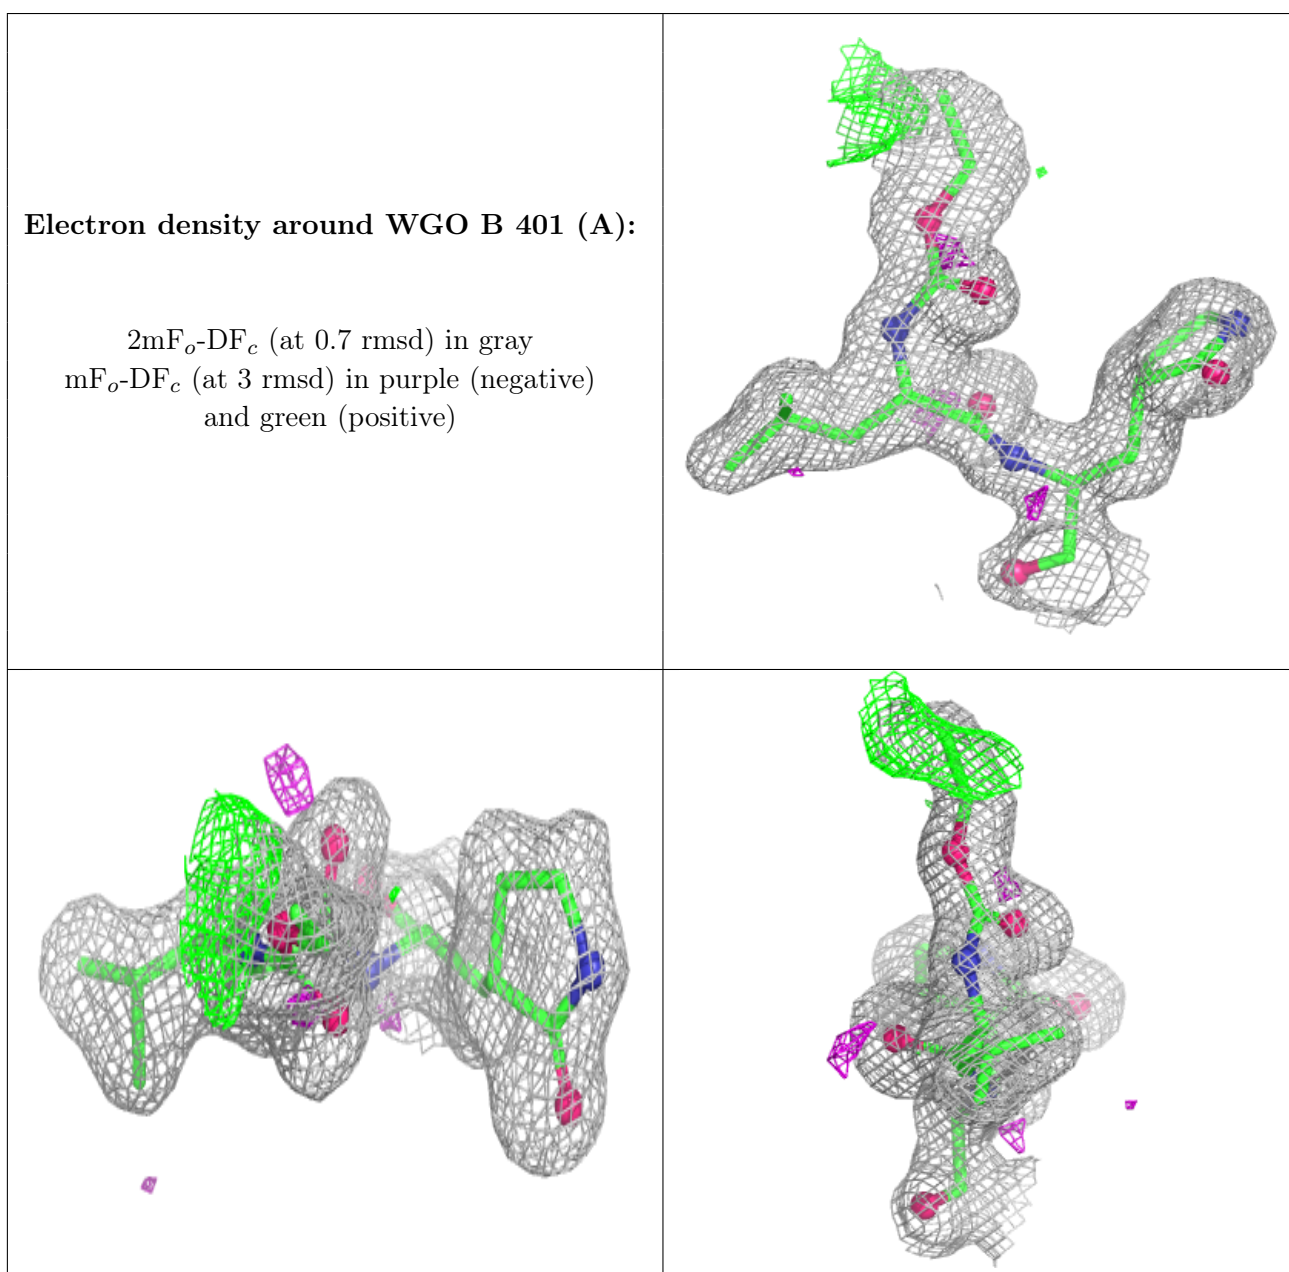 Electron density around WGO B 401 (A):
2mFo-DFc (at 0.7 rmsd) in gray
mFo-DFc (at 3 rmsd) in purple (negative)
and green (positive)